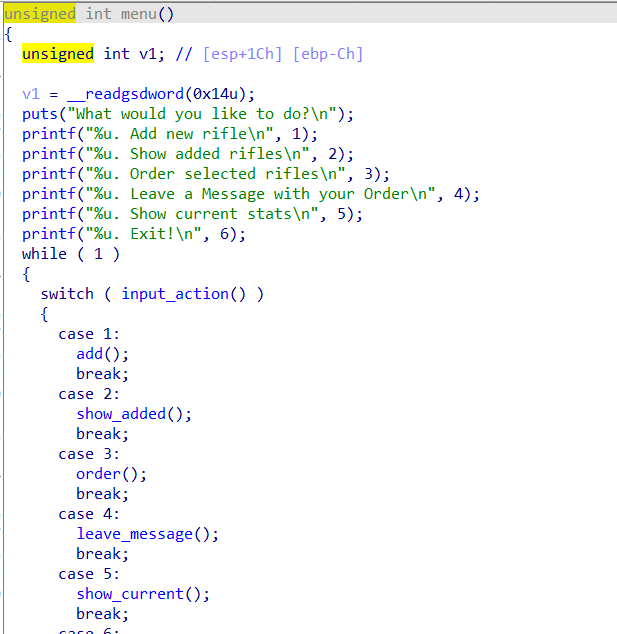 unsigned int menu()
{
  unsigned int v1; // [esp+1Ch] [ebp-Ch]

  v1 = __readgsdword(0x14u);
  puts("What would you like to do?\n");
  printf("%u. Add new rifle\n", 1);
  printf("%u. Show added rifles\n", 2);
  printf("%u. Order selected rifles\n", 3);
  printf("%u. Leave a Message with your Order\n", 4);
  printf("%u. Show current stats\n", 5);
  printf("%u. Exit!\n", 6);
  while ( 1 )
  {
    switch ( input_action() )
    {
      case 1:
        add();
        break;
      case 2:
        show_added();
        break;
      case 3:
        order();
        break;
      case 4:
        leave_message();
        break;
      case 5:
        show_current();
        break;
      case 6: